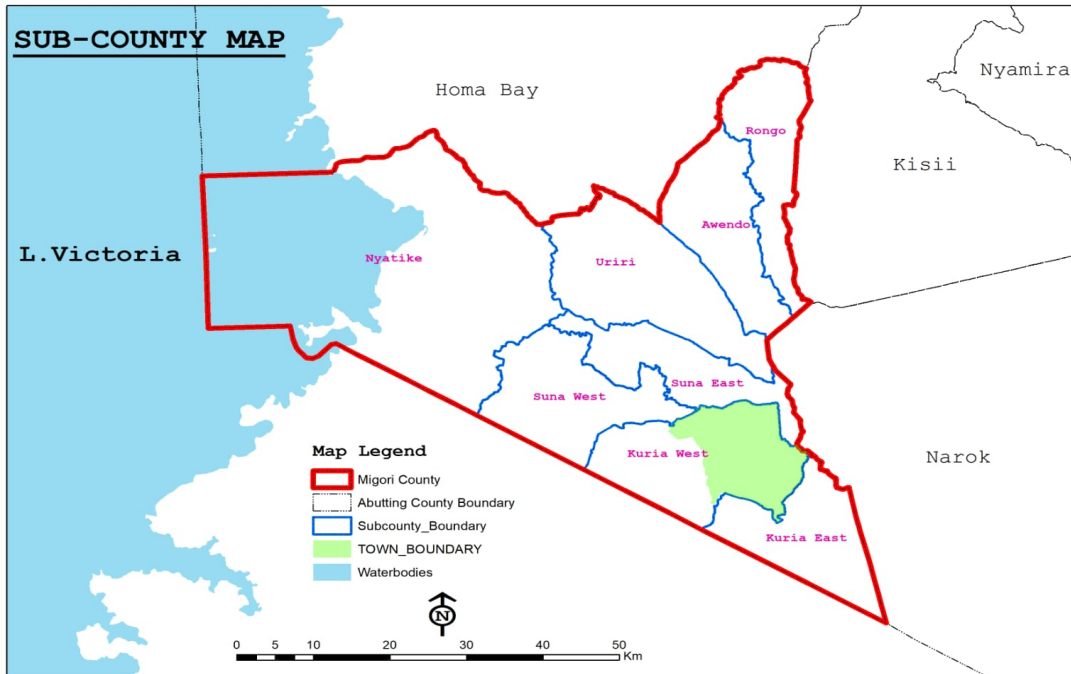 SUB-COUNTY MAP
Homa Bay
Nyamira
Rongo
Kisii
Awendo
L.Victoria
Nyatike
Uriri
Suna East
Suna West
Kuria West
Narok
Kuria East
Map Legend
Migori County
Abutting County Boundary
Subcounty_Boundary
TOWN_BOUNDARY
Waterbodies
N
0 5 10 20 30 40 50
Km